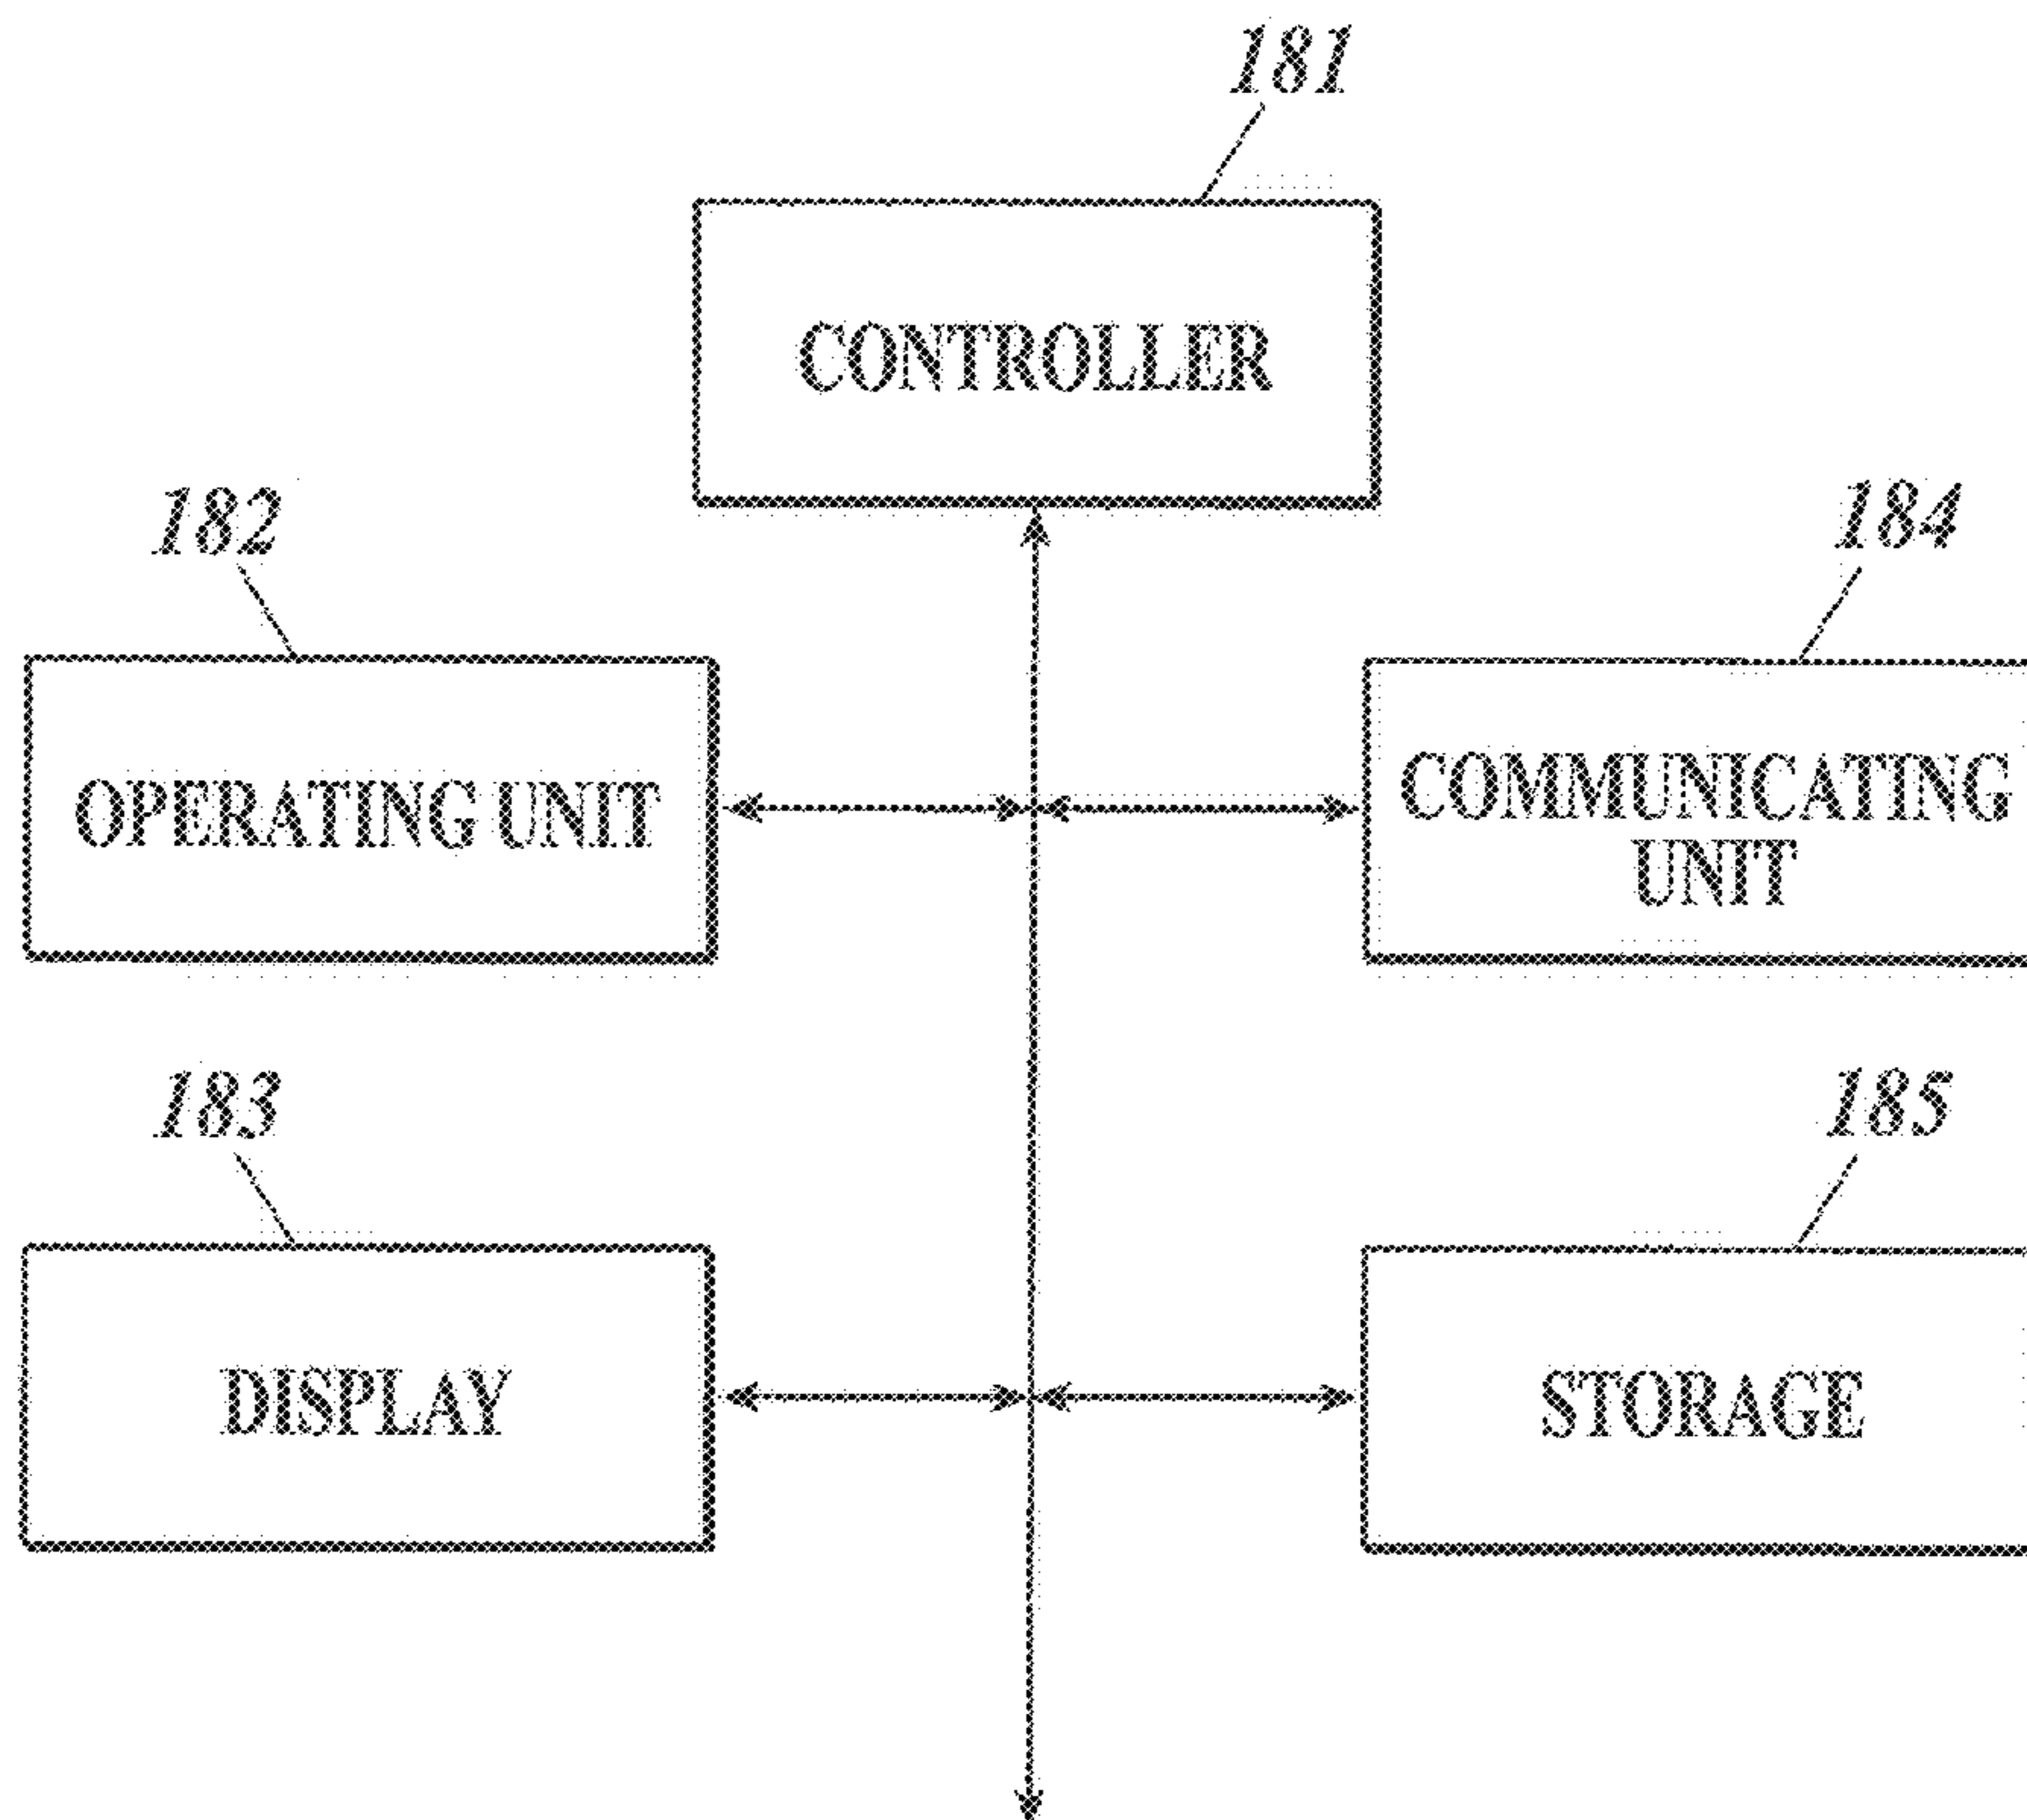 181
CONTROLLER
182
184
OPERATING UNIT
COMMUNICATING
UNIT
183
185
DISPLAY
STORAGE